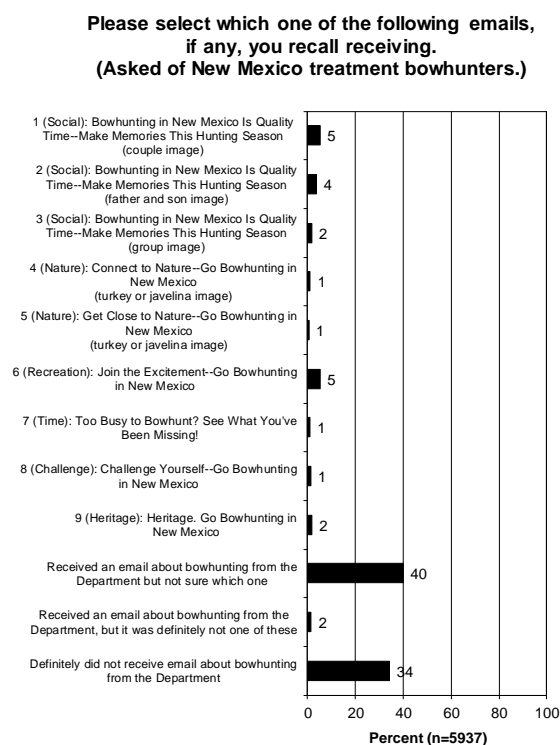 Please select which one of the following emails,
if any, you recall receiving.
(Asked of New Mexico treatment bowhunters.)
1 (Social): Bowhunting in New Mexico Is Quality
Time--Make Memories This Hunting Season
(couple image)
5
2 (Social): Bowhunting in New Mexico Is Quality
Time--Make Memories This Hunting Season
(father and son image)
4
3 (Social): Bowhunting in New Mexico Is Quality
Time--Make Memories This Hunting Season
(group image)
2
4 (Nature): Connect to Nature--Go Bowhunting in
New Mexico
(turkey or javelina image)
1
5 (Nature): Get Close to Nature--Go Bowhunting in
New Mexico
(turkey or javelina image)
1
6 (Recreation): Join the Excitement--Go Bowhunting
in New Mexico
5
7 (Time): Too Busy to Bowhunt? See What You've
Been Missing!
1
8 (Challenge): Challenge Yourself--Go Bowhunting
in New Mexico
1
9 (Heritage): Heritage. Go Bowhunting in
New Mexico
2
Received an email about bowhunting from the
Department but not sure which one
40
Received an email about bowhunting from the
Department, but it was definitely not one of these
2
Definitely did not receive email about bowhunting
from the Department
34
0 20 40 60 80 100
Percent (n=5937)